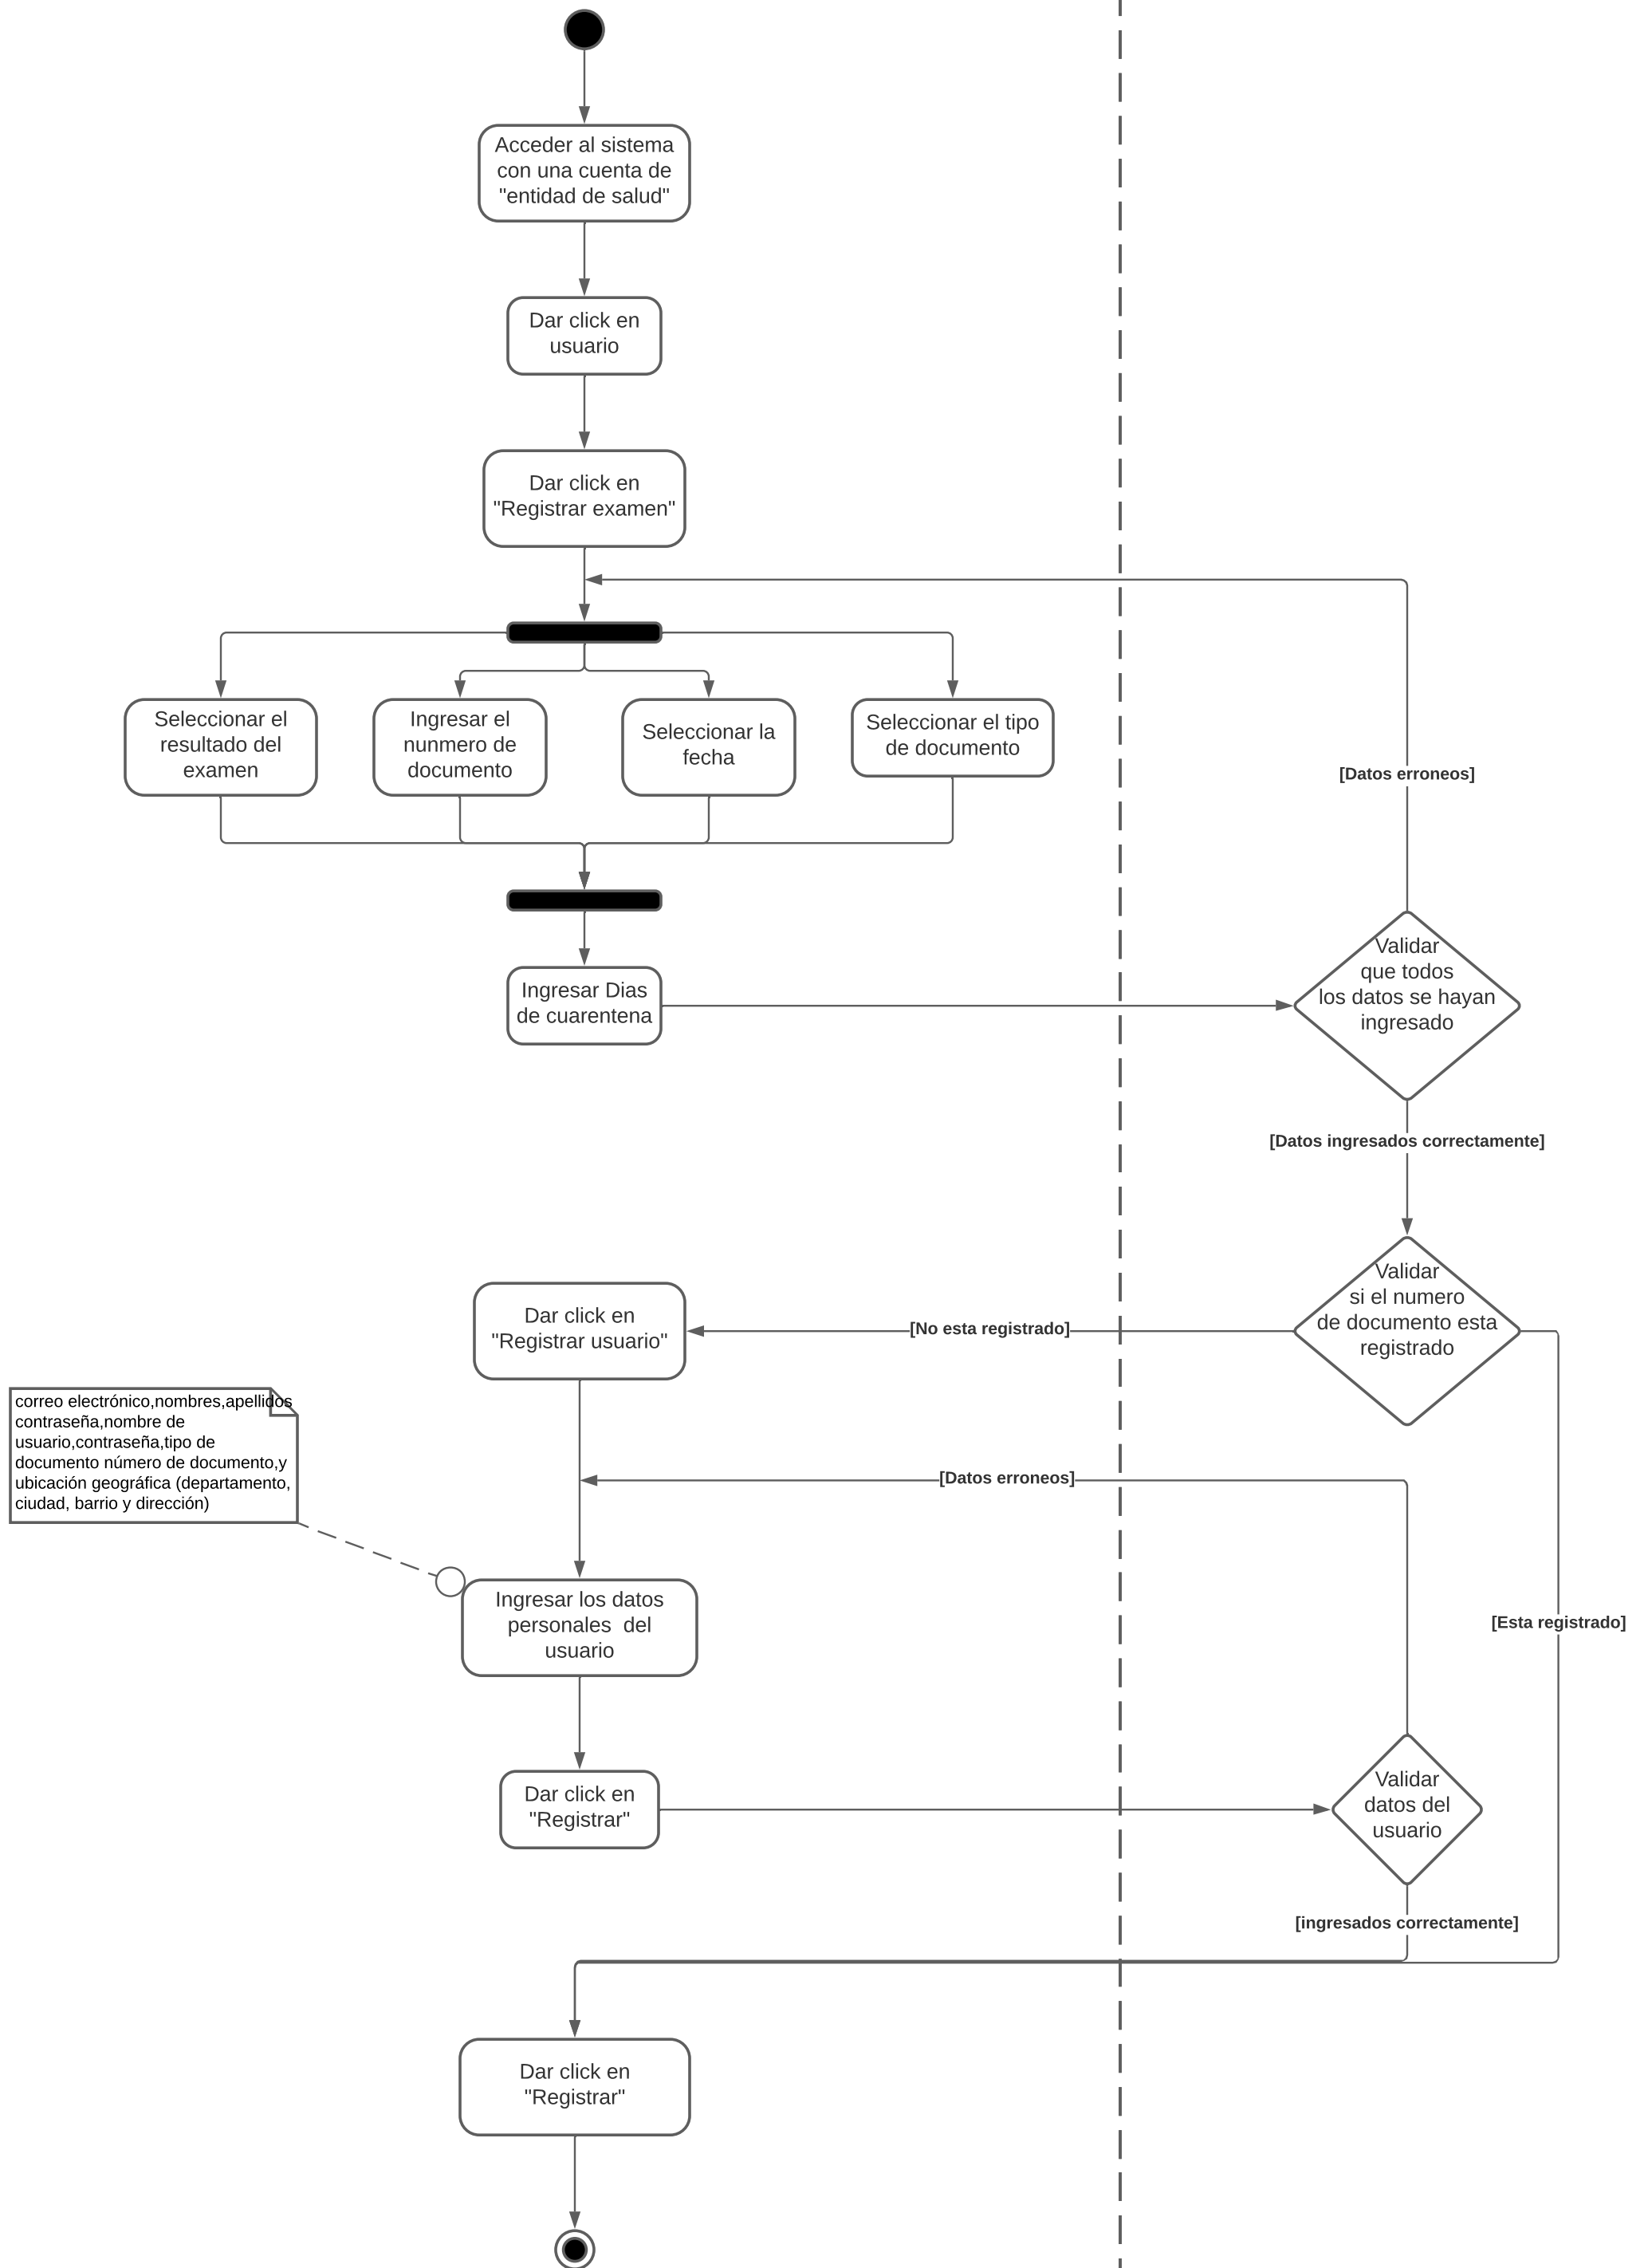 Acceder al sistema
con una cuenta de
"entidad de salud"
Dar click en
usuario
Dar click en
"Registrar examen"
Seleccionar el
resultado del
examen
Ingresar el
nunmero de
documento
Seleccionar la
fecha
Seleccionar el tipo
de documento
[Datos erroneos]
Ingresar Dias
de cuarentena
Validar
que todos
los datos se hayan
ingresado
[Datos ingresados correctamente]
Validar
si el numero
de documento esta
registrado
[No esta registrado]
Dar click en
"Registrar usuario"
correo electrónico,nombres,apellidos
contraseña,nombre de
usuario,contraseña,tipo de
documento número de documento,y
ubicación geográfica (departamento,
ciudad, barrio y dirección)
[Datos erroneos]
Ingresar los datos
personales  del
usuario
[Esta registrado]
Dar click en
"Registrar"
Validar
datos del
usuario
[ingresados correctamente]
Dar click en
"Registrar"